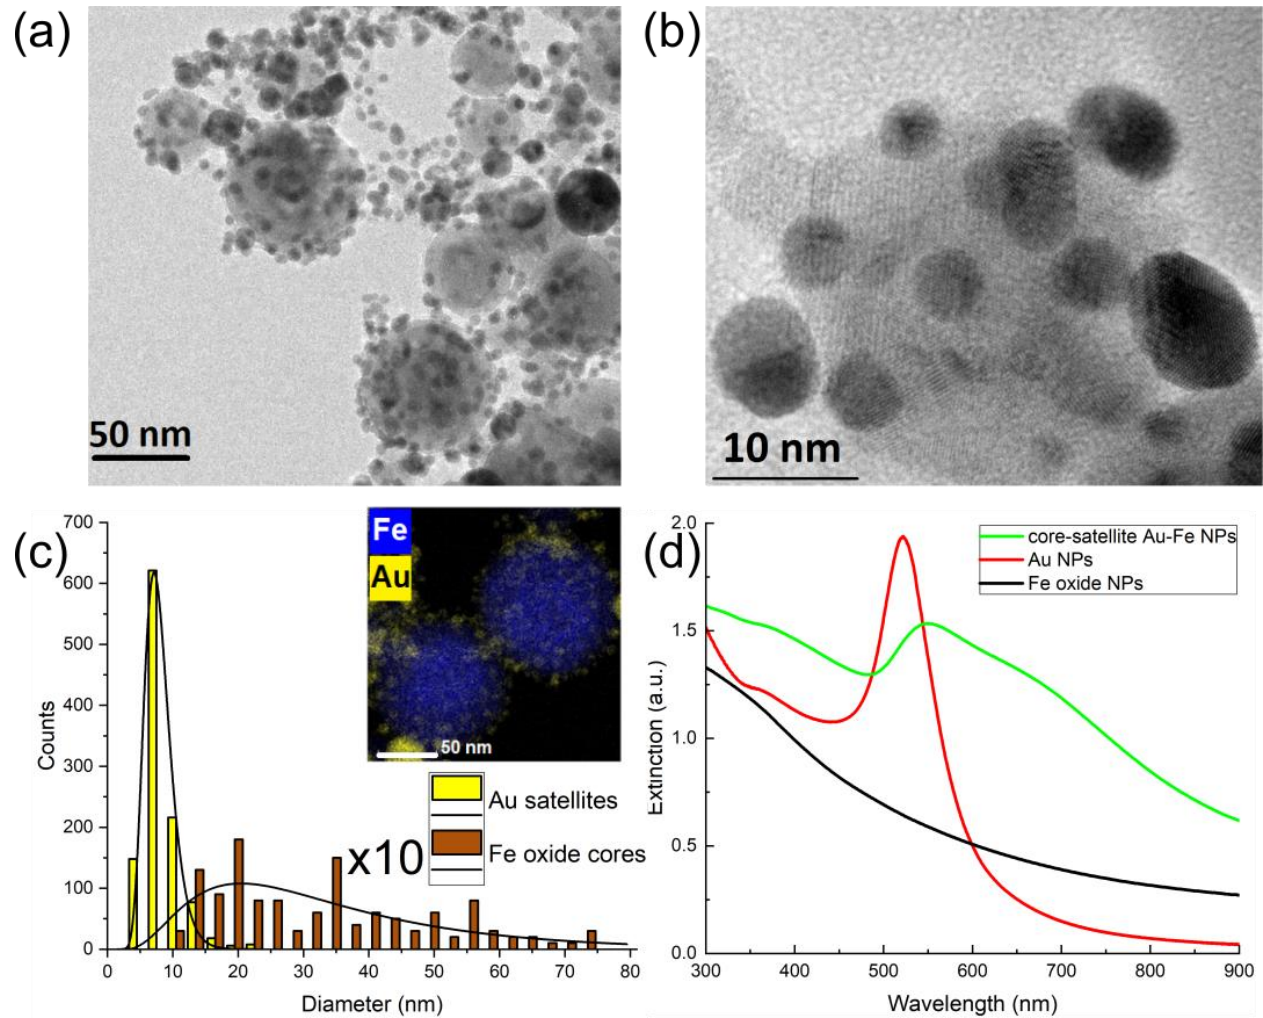 (a)
50 nm
(b)
10 nm
(c)
700
600
500
400
300
200
100
0
Counts
0 10 20 30 40 50 60 70 80
Diameter (nm)
Fe
Au
50 nm
Au satellites
x10
Fe oxide cores
(d)
2.0
1.5
1.0
0.5
0.0
Extinction (a.u.)
300 400 500 600 700 800 900
Wavelength (nm)
core-satellite Au-Fe NPs
Au NPs
Fe oxide NPs